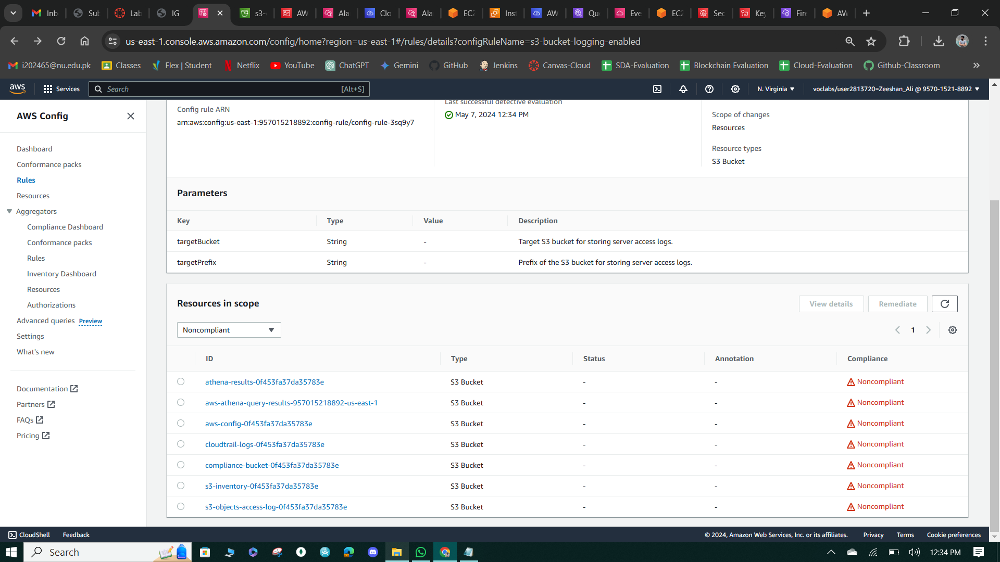 Inb
Sub
Lab
IG
s3-
AW
Ala
Clo
Ala
EC2
Inst
AW
Qu
Eve
EC2
Sec
Key
Fire
AW
us-east-1.console.aws.amazon.com/config/home?region=us-east-1#/rules/details?configRuleName=s3-bucket-logging-enabled
i202465@nu.edu.pk
Classes
Flex | Student
Netflix
YouTube
ChatGPT
Gemini
GitHub
Jenkins
Canvas-Cloud
SDA-Evaluation
Blockchain Evaluation
Cloud-Evaluation
Github-Classroom
aws
Services
Search
[Alt+S]
N. Virginia
voclabs/user2813720=Zeeshan_Ali @ 9570-1521-8892
AWS Config
Dashboard
Conformance packs
Rules
Resources
Aggregators
Compliance Dashboard
Conformance packs
Rules
Inventory Dashboard
Resources
Authorizations
Advanced queries Preview
Settings
What's new
Documentation
Partners
FAQs
Pricing
Config rule ARN
arn:aws:config:us-east-1:957015218892:config-rule/config-rule-3sq9y7
Last successful detective evaluation
May 7, 2024 12:34 PM
Scope of changes
Resources
Resource types
S3 Bucket
Parameters
Key Type Value Description
targetBucket String - Target S3 bucket for storing server access logs.
targetPrefix String - Prefix of the S3 bucket for storing server access logs.
Resources in scope
View details
Remediate
Noncompliant
1
ID Type Status Annotation Compliance
athena-results-0f453fa37da35783e S3 Bucket - - Noncompliant
aws-athena-query-results-957015218892-us-east-1 S3 Bucket - - Noncompliant
aws-config-0f453fa37da35783e S3 Bucket - - Noncompliant
cloudtrail-logs-0f453fa37da35783e S3 Bucket - - Noncompliant
compliance-bucket-0f453fa37da35783e S3 Bucket - - Noncompliant
s3-inventory-0f453fa37da35783e S3 Bucket - - Noncompliant
s3-objects-access-log-0f453fa37da35783e S3 Bucket - - Noncompliant
CloudShell
Feedback
© 2024, Amazon Web Services, Inc. or its affiliates.
Privacy
Terms
Cookie preferences
Search
12:34 PM